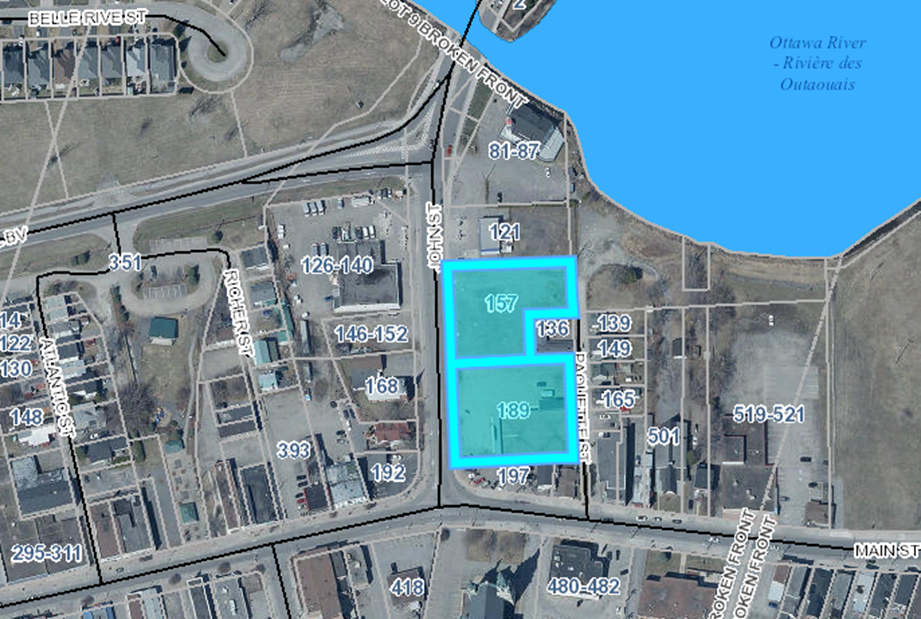 2
BELLE RIVE ST
LOT 9 BROKEN FRONT
Ottawa River
- Rivière des
Outaouais
81-87
JOHN ST
121
BV
351
126-140
RICHER ST
157
136
-139
14
122
130
148
ATLANTIC ST
146-152
149
168
PAQUETTE ST
-165
189
393
192
197
501
519-521
295-311
418
480-482
BROKEN FRONT
BROKEN FRONT
MAIN ST